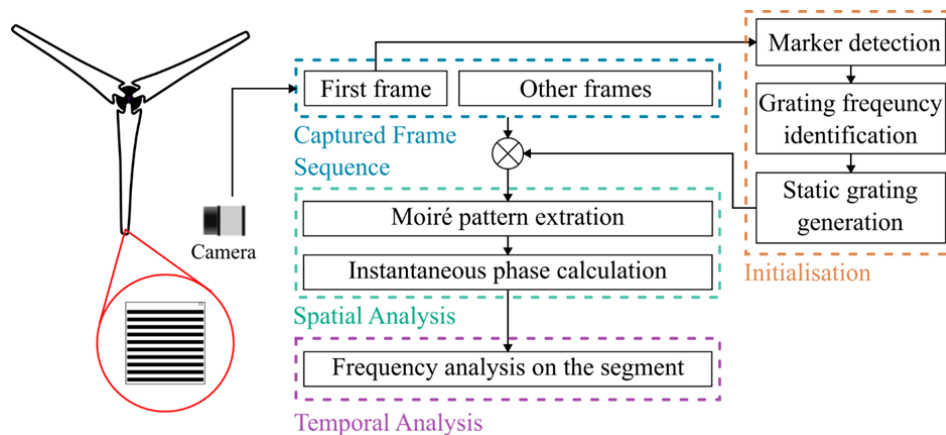 First frame
Other frames
Captured Frame
Sequence
Marker detection
Grating freqeuncy
identification
Static grating
generation
Initialisation
Camera
Moiré pattern extration
Instantaneous phase calculation
Spatial Analysis
Frequency analysis on the segment
Temporal Analysis